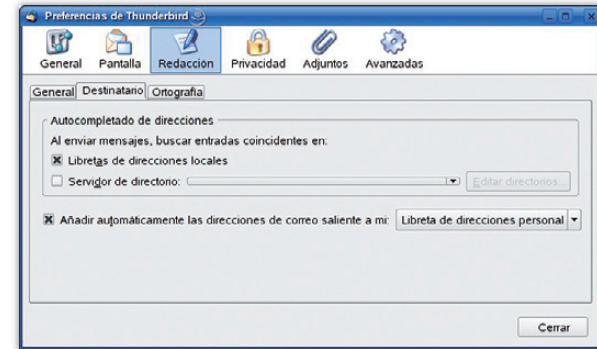 Preferencias de Thunderbird
General Pantalla Redacción Privacidad Adjuntos Avanzadas
General Destinatario Ortografía
Autocompletado de direcciones
Al enviar mensajes, buscar entradas coincidentes en:
Libretas de direcciones locales
Servidor de directorio: Editar directorios...
Añadir automáticamente las direcciones de correo saliente a mi: Libreta de direcciones personal
Cerrar